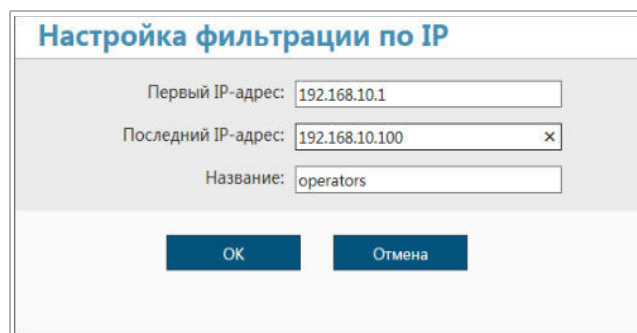 Настройка фильтрации по IP
Первый IP-адрес: 192.168.10.1
Последний IP-адрес: 192.168.10.100 ×
Название: operators
OK Отмена